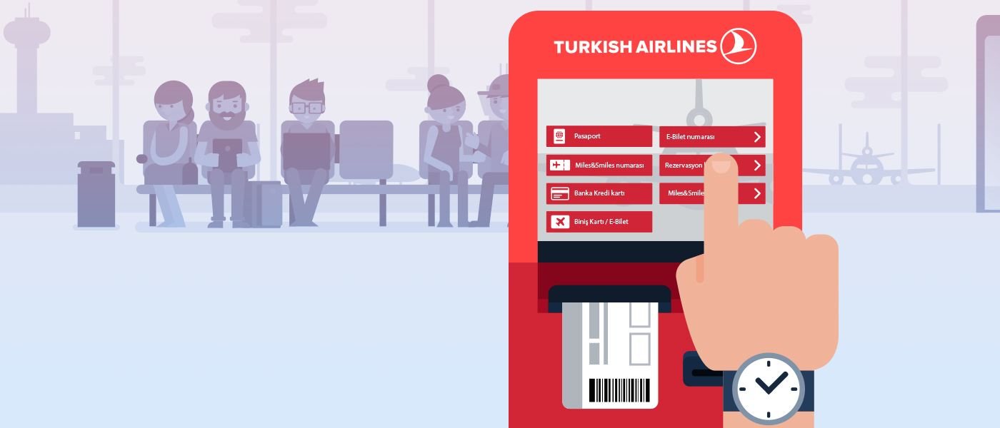 TURKISH AIRLINES
Pasaport
E-Bilet numarası
Miles&Smiles numarası
Rezervasyon
Banka Kredi kartı
Miles&Smile
Biniş Kartı / E-Bilet